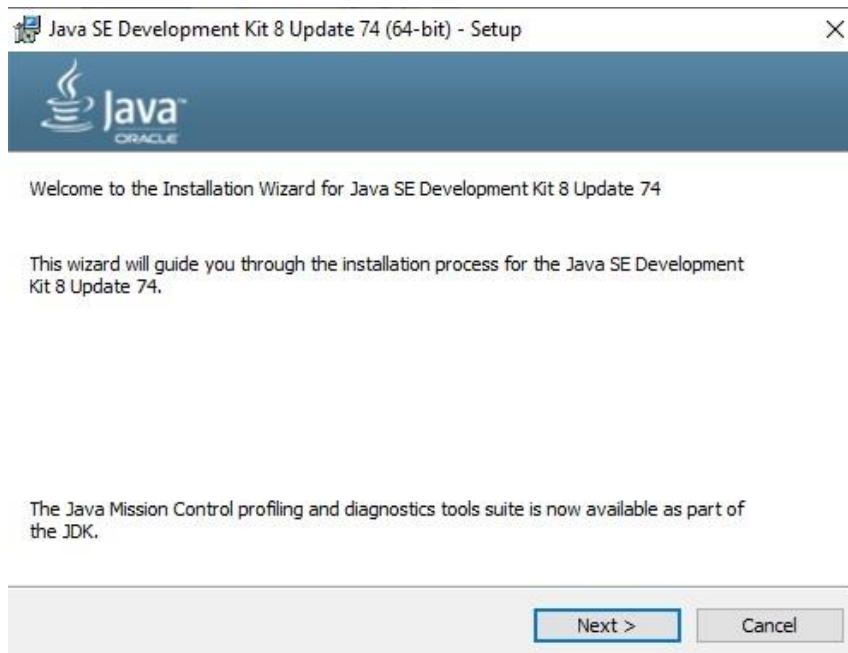 Java SE Development Kit 8 Update 74 (64-bit) - Setup
Java™
ORACLE
Welcome to the Installation Wizard for Java SE Development Kit 8 Update 74
This wizard will guide you through the installation process for the Java SE Development
Kit 8 Update 74.
The Java Mission Control profiling and diagnostics tools suite is now available as part of
the JDK.
Next >
Cancel